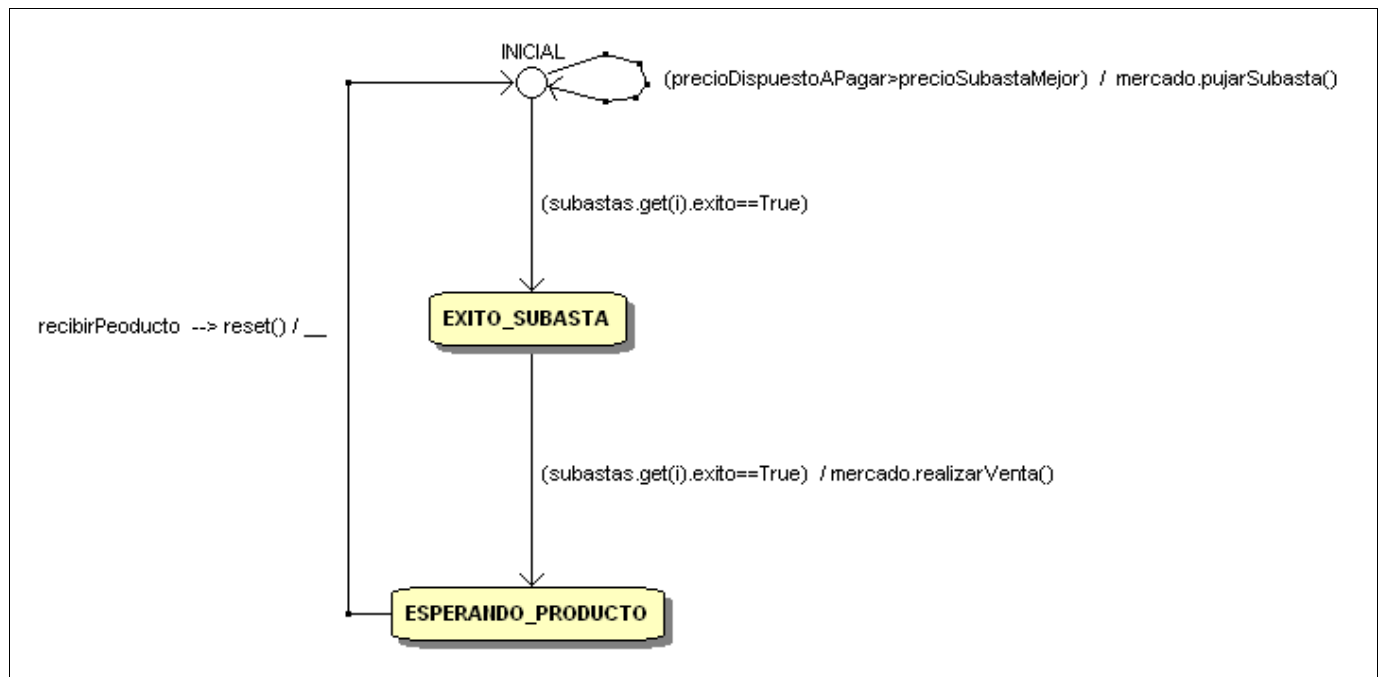 INICIAL
(precioDispuestoAPagar>precioSubastaMejor) / mercado.pujarSubasta()
(subastas.get(i).exito==True)
EXITO_SUBASTA
recibirPeoducto --> reset() / __
(subastas.get(i).exito==True) / mercado.realizarVenta()
ESPERANDO_PRODUCTO